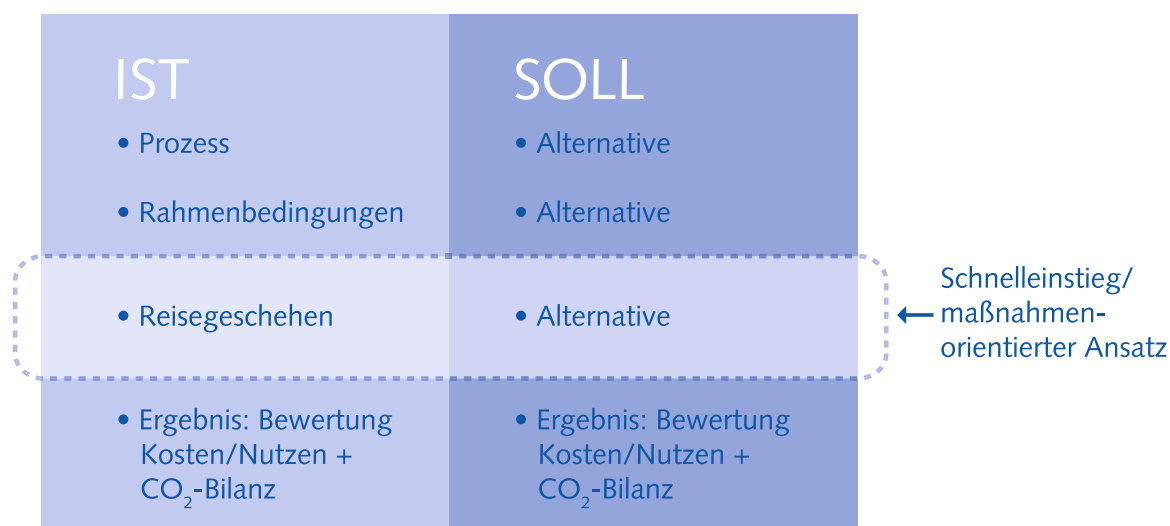 IST
• Prozess
• Rahmenbedingungen
• Reisegeschehen
• Ergebnis: Bewertung
Kosten/Nutzen +
CO₂-Bilanz
SOLL
• Alternative
• Alternative
• Alternative
• Ergebnis: Bewertung
Kosten/Nutzen +
CO₂-Bilanz
Schnelleinstieg/
maßnahmen-
orientierter Ansatz